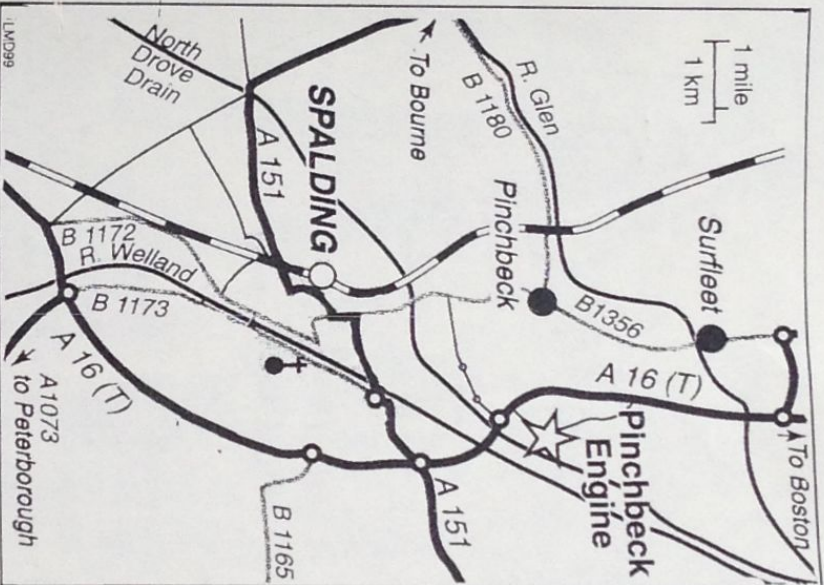 1 mile
1 km
To Boston
Surfleet
R. Glen
B 1180
B1356
A 16 (T)
Pinchbeck
Pinchbeck
Engine
To Bourne
SPALDING
A 151
A 151
North
Drove
Drain
B 1172
R. Welland
B 1173
B 1165
A 16 (T)
A1073
to Peterborough
iLMD99